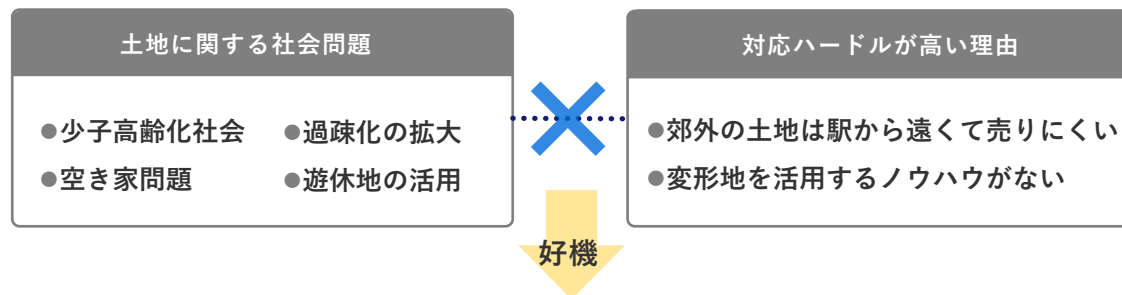 土地に関する社会問題
●少子高齢化社会 ●過疎化の拡大
●空き家問題 ●遊休地の活用
対応ハードルが高い理由
●郊外の土地は駅から遠くて売りにくい
●変形地を活用するノウハウがない
好機